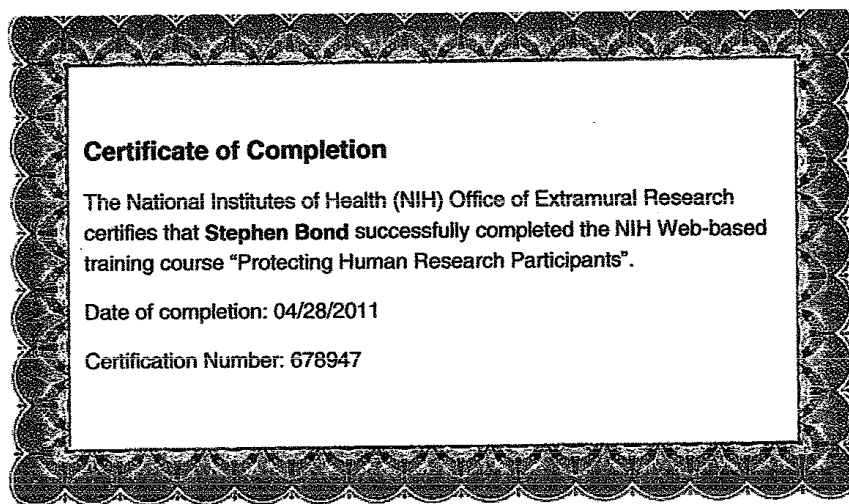 Certificate of Completion
The National Institutes of Health (NIH) Office of Extramural Research
certifies that Stephen Bond successfully completed the NIH Web-based
training course “Protecting Human Research Participants”.
Date of completion: 04/28/2011
Certification Number: 678947